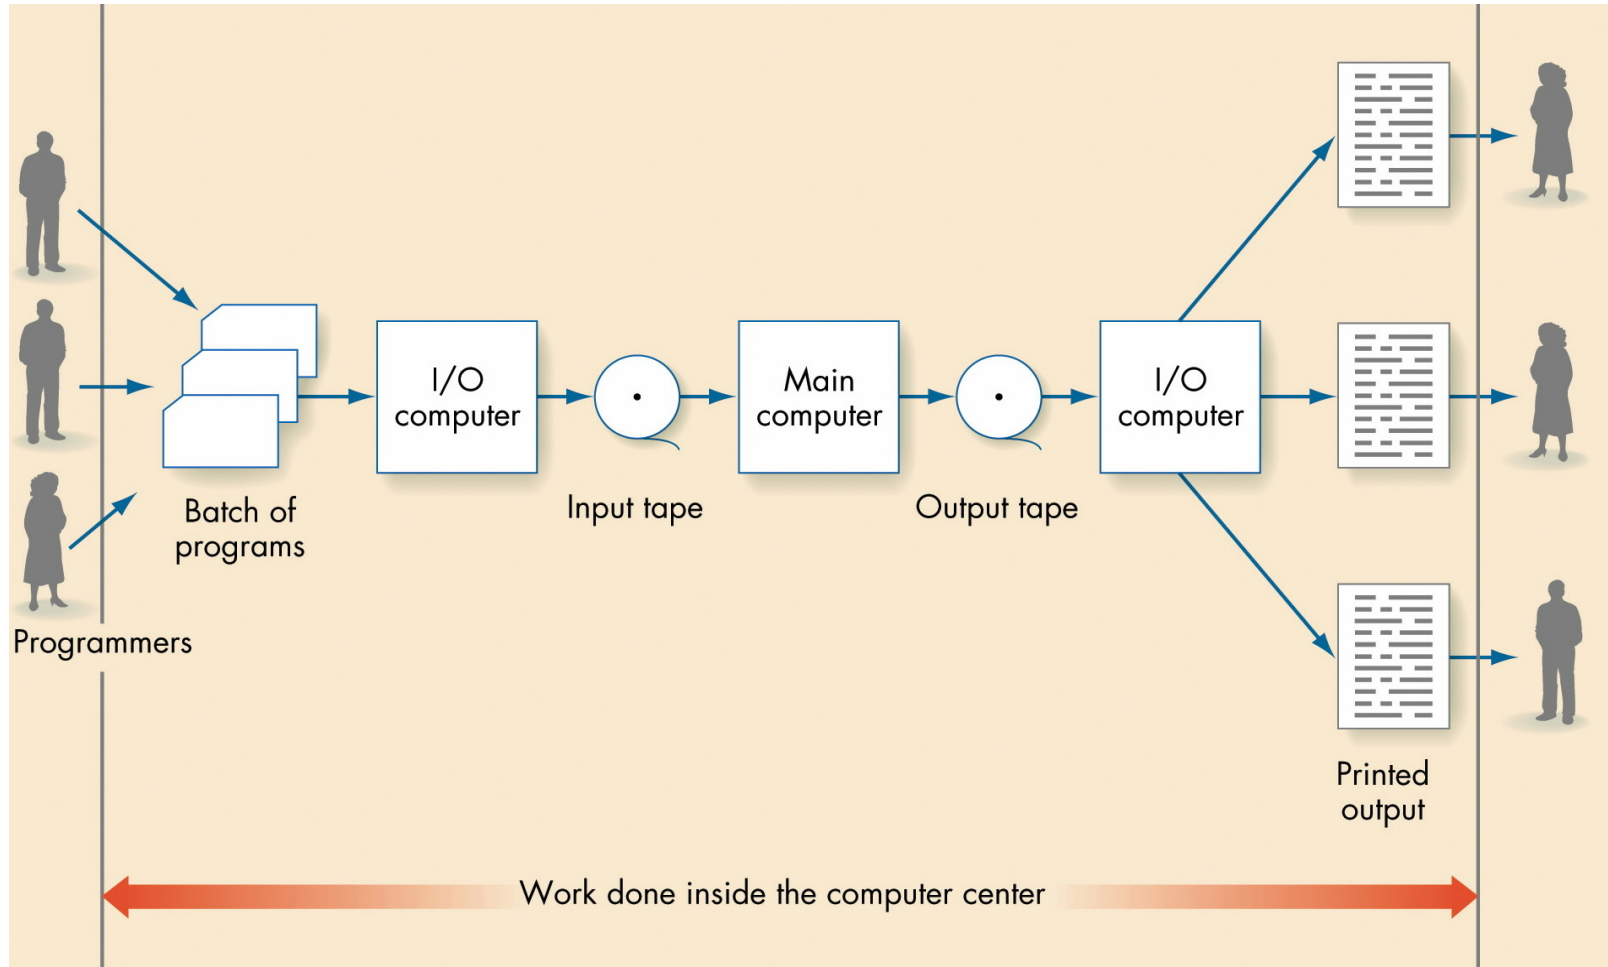 Programmers
Batch of
programs
I/O
computer
Input tape
Main
computer
Output tape
I/O
computer
Printed
output
Work done inside the computer center